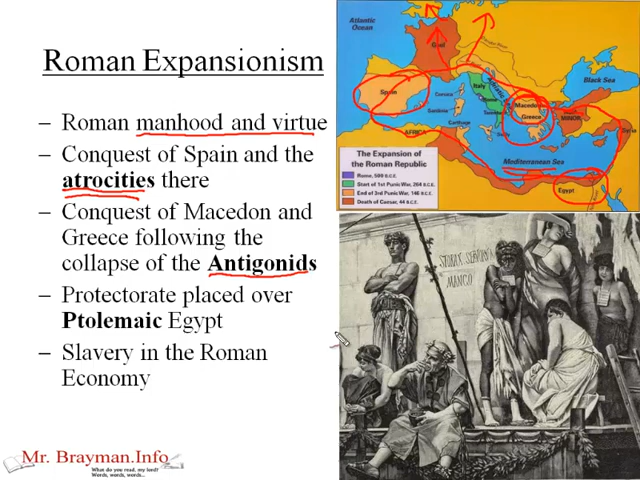 Roman Expansionism
– Roman manhood and virtue
– Conquest of Spain and the
atrocities there
– Conquest of Macedon and
Greece following the
collapse of the Antigonids
– Protectorate placed over
Ptolemaic Egypt
– Slavery in the Roman
Economy
Mr. Brayman.Info
What do you read, my lord?
Words, words, words...
Atlantic
Ocean
Gaul
Black Sea
Spain
Italy
Adriatic
Corsica
Sardinia
Macedon
Greece
MINOR
Carthage
Sicily
AFRICA
Syria
Mediterranean Sea
Egypt
The Expansion of
the Roman Republic
Rome, 500 B.C.E.
Start of 1st Punic War, 264 B.C.E.
End of 3rd Punic War, 146 B.C.E.
Death of Caesar, 44 B.C.E.